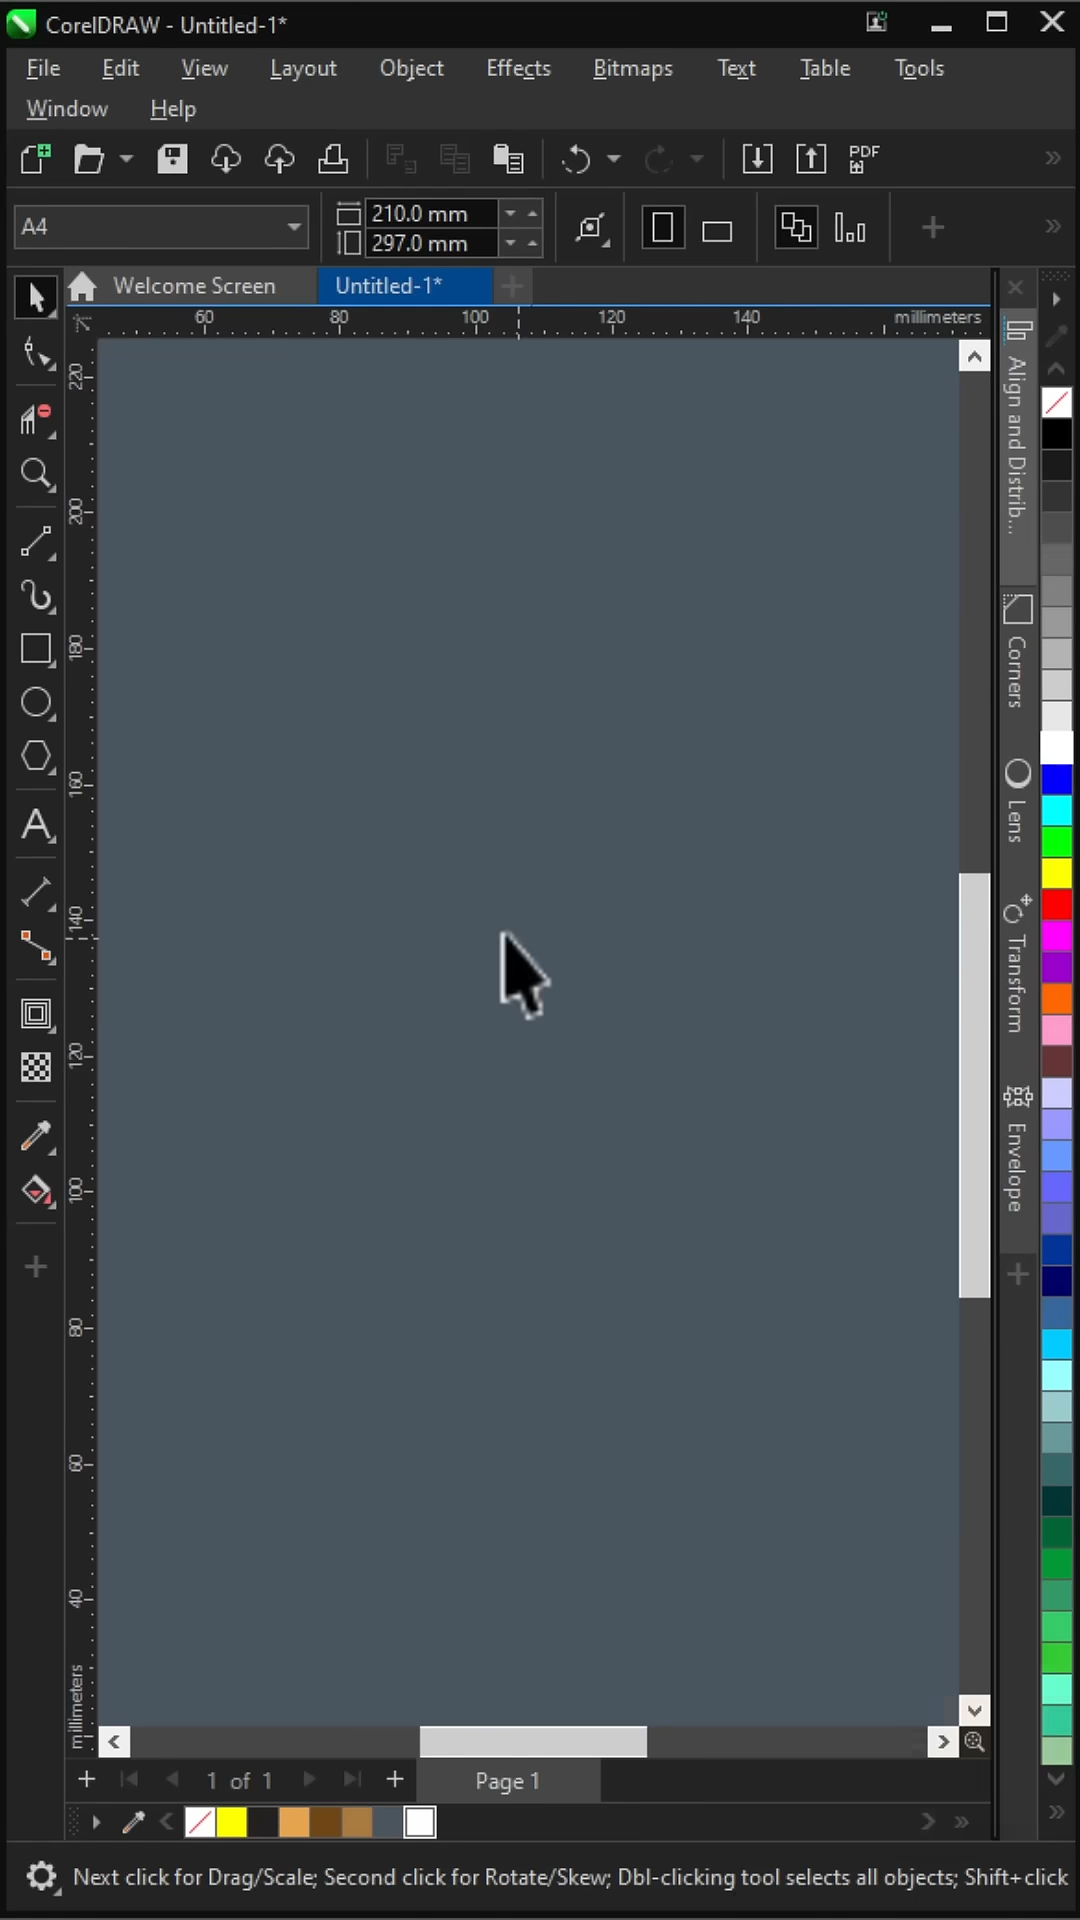 CorelDRAW - Untitled-1*
File Edit View Layout Object Effects Bitmaps Text Table Tools
Window Help
PDF
A4
210.0 mm
297.0 mm
Welcome Screen
Untitled-1*
60 80 100 120 140 millimeters
220
200
180
160
140
120
100
80
60
40
millimeters
Align and Distrib...
Corners
Lens
Transform
Envelope
1 of 1
Page 1
Next click for Drag/Scale; Second click for Rotate/Skew; Dbl-clicking tool selects all objects; Shift+click